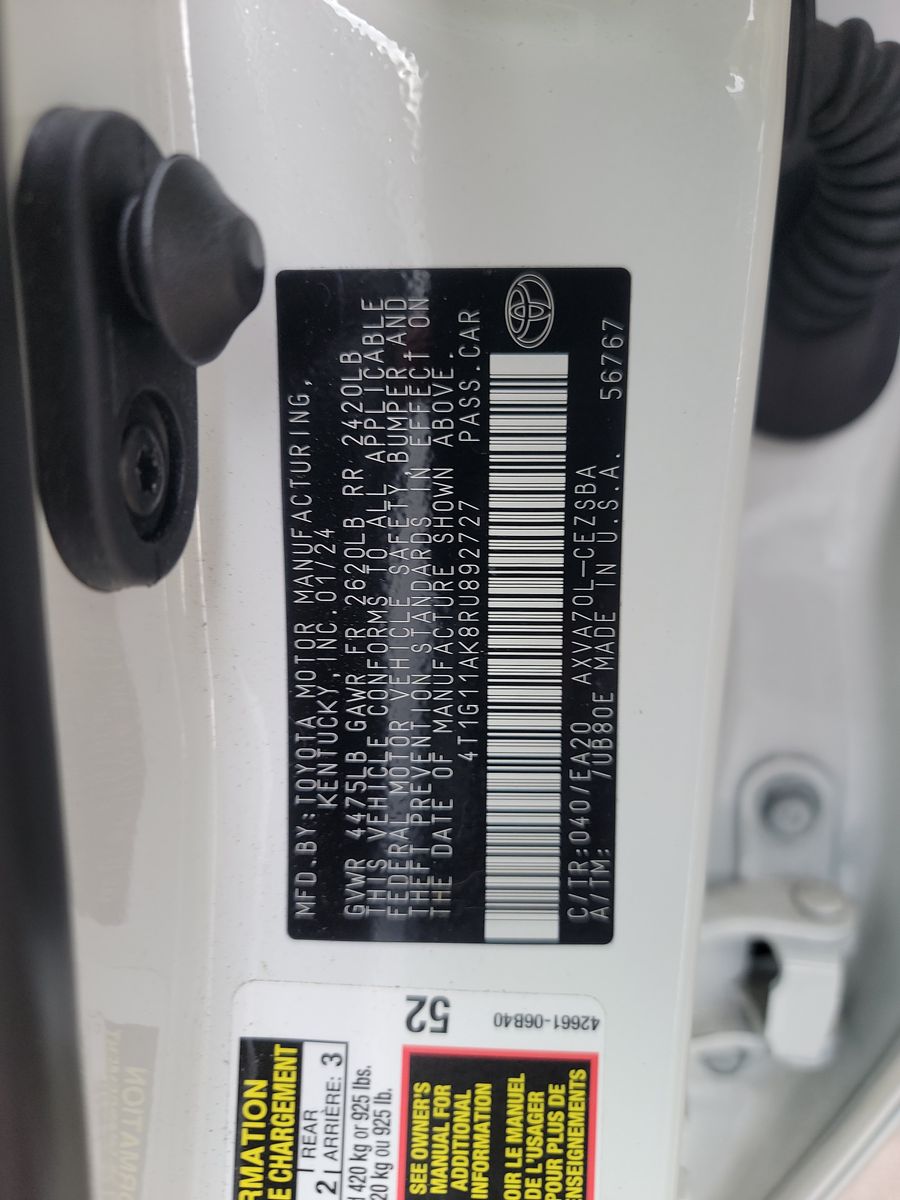 MFD.BY:TOYOTA MOTOR MANUFACTURING,
KENTUCKY,INC. 01/24
GVWR 4475LB GAWR FR 2620LB RR 2420LB
THIS VEHICLE CONFORMS TO ALL APPLICABLE
FEDERAL MOTOR VEHICLE SAFETY,BUMPER,AND
THEFT PREVENTION STANDARDS IN EFFECT ON
THE DATE OF MANUFACTURE SHOWN ABOVE.
4T1G11AK8RU892727 PASS.CAR
C/TR:040/EA20 AXVA70L-CEZSBA
A/TM: 70B80E MADE IN U.S.A. 56767
52
42661-06B40
RMATION
E CHARGEMENT
2 REAR
ARRIÈRE: 3
420 kg or 925 lbs.
20 kg ou 925 lb.
SEE OWNER'S
MANUAL FOR
ADDITIONAL
INFORMATION
OIR LE MANUEL
DE L'USAGER
POUR PLUS DE
ENSEIGNEMENTS